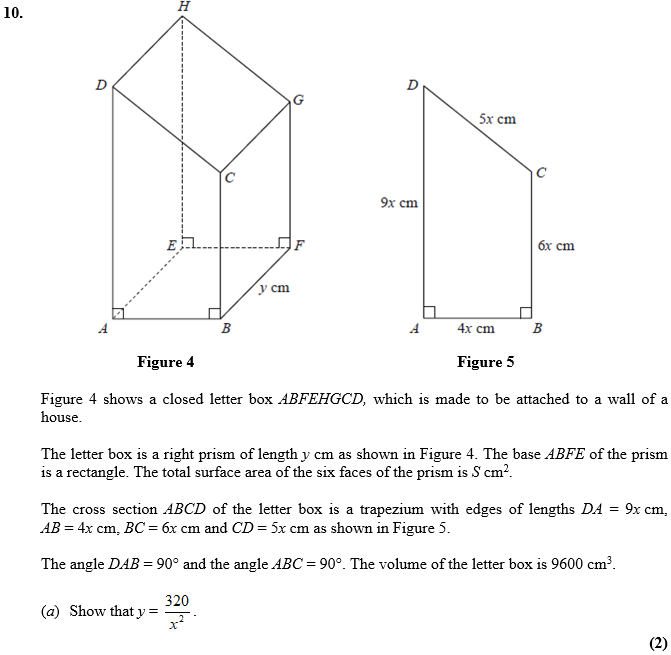 10.
H
D
G
C
E
F
y cm
A
B
Figure 4
D
5x cm
C
9x cm
6x cm
A
4x cm
B
Figure 5
Figure 4 shows a closed letter box ABFEHGCD, which is made to be attached to a wall of a
house.
The letter box is a right prism of length y cm as shown in Figure 4. The base ABFE of the prism
is a rectangle. The total surface area of the six faces of the prism is S cm².
The cross section ABCD of the letter box is a trapezium with edges of lengths DA = 9x cm,
AB = 4x cm, BC = 6x cm and CD = 5x cm as shown in Figure 5.
The angle DAB = 90° and the angle ABC = 90°. The volume of the letter box is 9600 cm³.
(a) Show that y = 320/x².
(2)